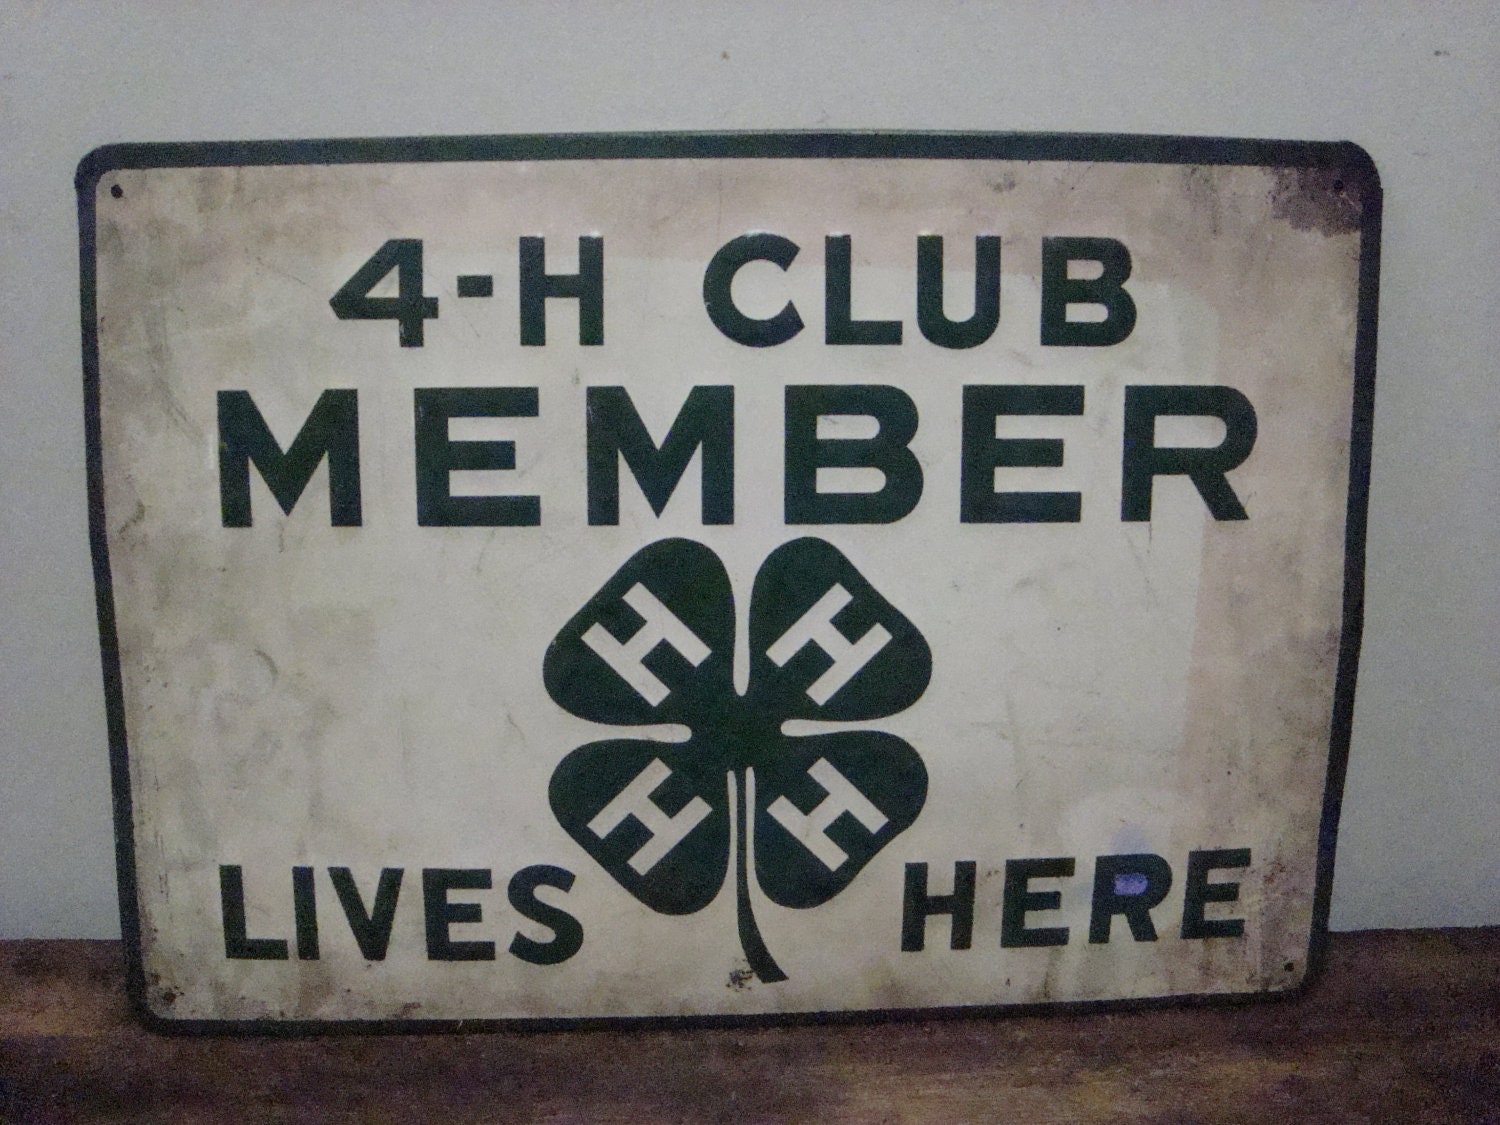 4-H CLUB
MEMBER
H H
H H
LIVES HERE